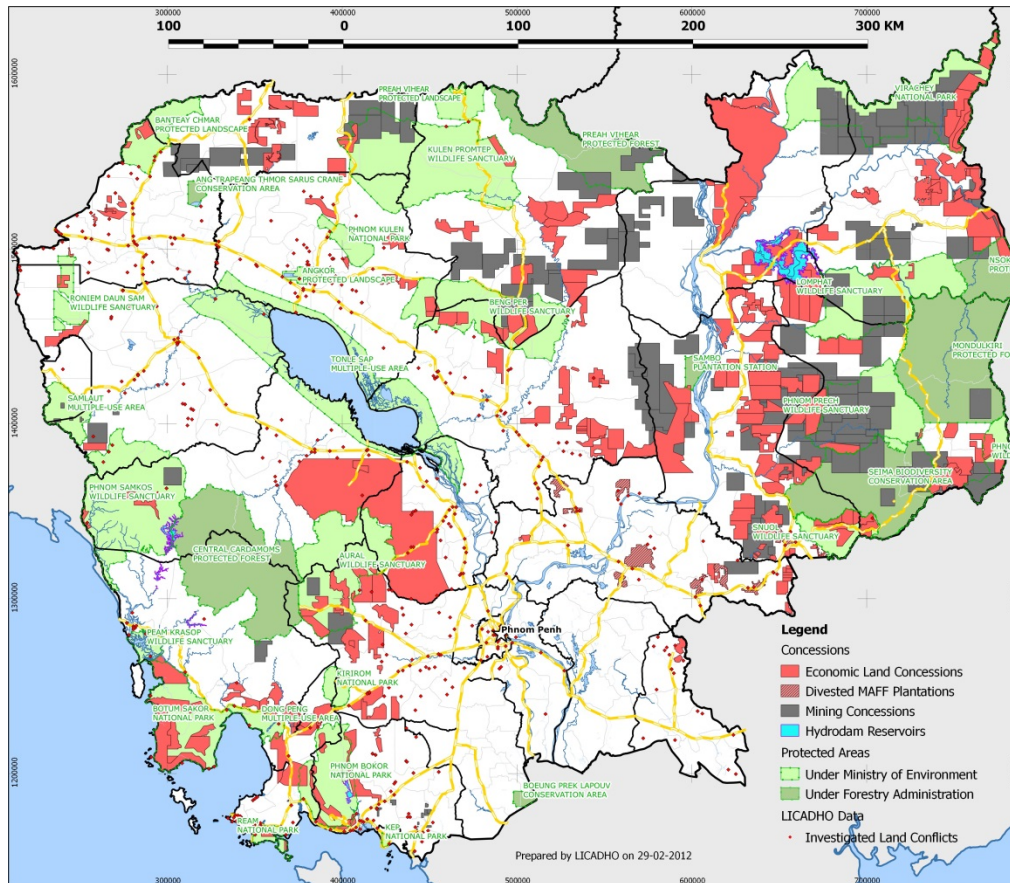 300000
400000
500000
600000
700000
100
0
100
200
300 KM
1600000
1400000
1300000
1200000
VIRACHEY
NATIONAL PARK
PREAH VIHEAR
PROTECTED LANDSCAPE
BANTEAY CHMAR
PROTECTED LANDSCAPE
PREAH VIHEAR
PROTECTED FOREST
KULEN PROMTEP
WILDLIFE SANCTUARY
ANG TRAPEANG THMOR SARUS CRANE
CONSERVATION AREA
PHNOM KULEN
NATIONAL PARK
ANGKOR
PROTECTED LANDSCAPE
LOMPHAT
WILDLIFE SANCTUARY
RONIEM DAUN SAM
WILDLIFE SANCTUARY
BENG PER
WILDLIFE SANCTUARY
MONDULKIRI
PROTECTED FO
TONLE SAP
MULTIPLE-USE AREA
SAMBO
PLANTATION STATION
SAMLAUT
MULTIPLE-USE AREA
PHNOM PRECH
WILDLIFE SANCTUARY
SEIMA BIODIVERSITY
CONSERVATION AREA
PHNOM SAMKOS
WILDLIFE SANCTUARY
SNUOL
WILDLIFE SANCTUARY
CENTRAL CARDAMOMS
PROTECTED FOREST
AURAL
WILDLIFE SANCTUARY
Phnom Penh
PEAM KRASOP
WILDLIFE SANCTUARY
KIRIROM
NATIONAL PARK
BOTUM SAKOR
NATIONAL PARK
DONG PENG
MULTIPLE-USE AREA
PHNOM BOKOR
NATIONAL PARK
BOEUNG PREK LAPOUV
CONSERVATION AREA
REAM
NATIONAL PARK
KEP
NATIONAL PARK
Legend
Concessions
Economic Land Concessions
Divested MAFF Plantations
Mining Concessions
Hydrodam Reservoirs
Protected Areas
Under Ministry of Environment
Under Forestry Administration
LICADHO Data
Investigated Land Conflicts
Prepared by LICADHO on 29-02-2012
300000
400000
500000
600000
700000